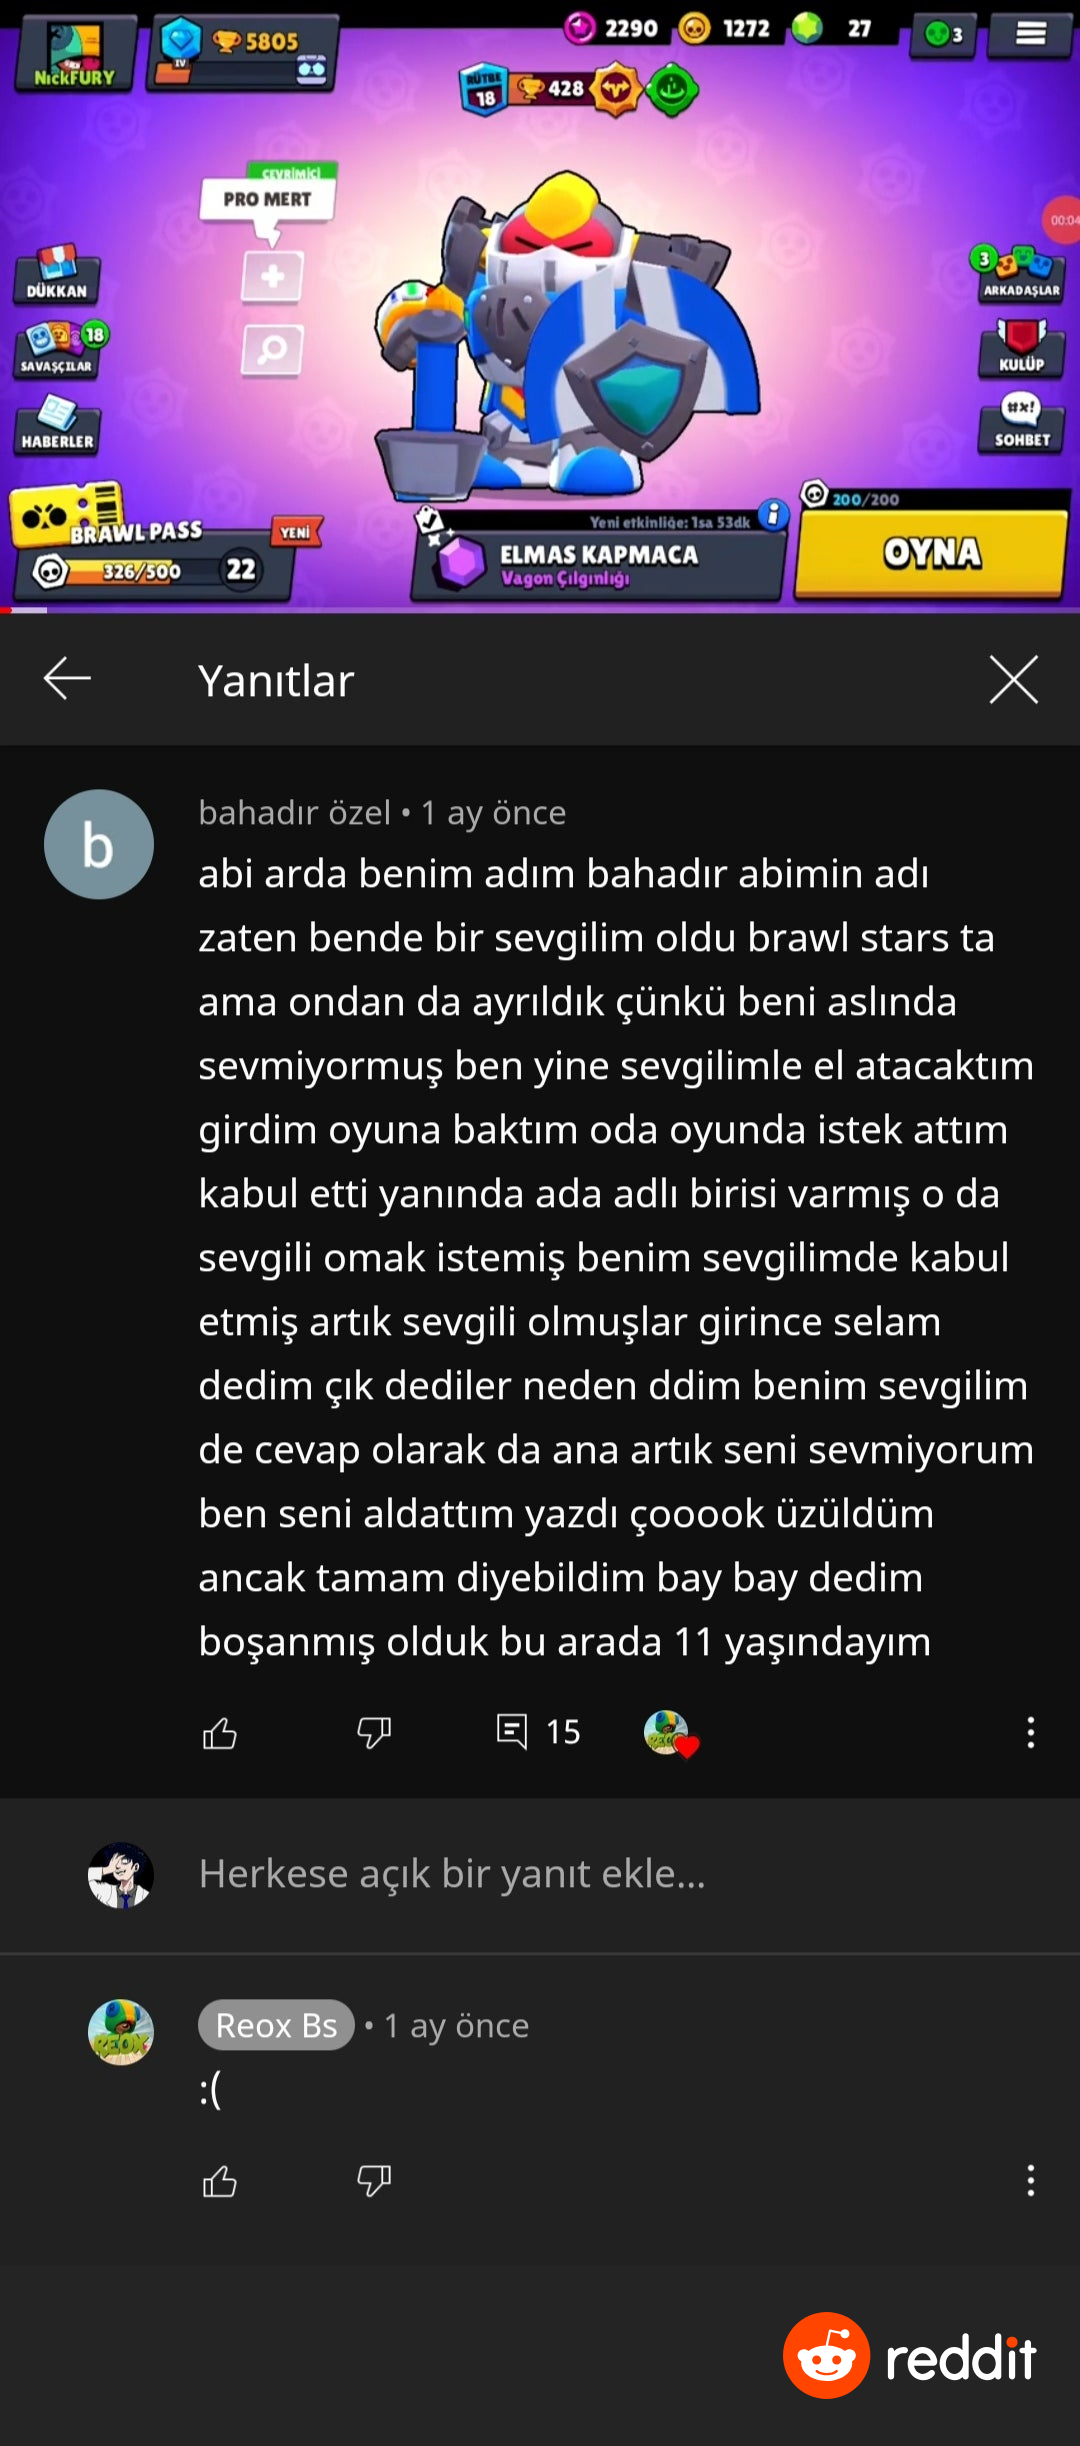 NickFURY
IV
5805
RÜTBE
18
428
2290
1272
27
3
ÇEVRİMİÇİ
PRO MERT
00:04
DÜKKAN
3
ARKADAŞLAR
18
SAVAŞÇILAR
KULÜP
HABERLER
#x!
SOHBET
BRAWL PASS
YENİ
326/500
22
Yeni etkinliğe: 1sa 53dk
ELMAS KAPMACA
Vagon Çılgınlığı
200/200
OYNA
Yanıtlar
b
bahadır özel • 1 ay önce
abi arda benim adım bahadır abimin adı
zaten bende bir sevgilim oldu brawl stars ta
ama ondan da ayrıldık çünkü beni aslında
sevmiyormuş ben yine sevgilimle el atacaktım
girdim oyuna baktım oda oyunda istek attım
kabul etti yanında ada adlı birisi varmış o da
sevgili omak istemiş benim sevgilimde kabul
etmiş artık sevgili olmuşlar girince selam
dedim çık dediler neden ddim benim sevgilim
de cevap olarak da ana artık seni sevmiyorum
ben seni aldattım yazdı çooook üzüldüm
ancak tamam diyebildim bay bay dedim
boşanmış olduk bu arada 11 yaşındayım
15
Herkese açık bir yanıt ekle...
REOX
Reox Bs • 1 ay önce
:(
reddit